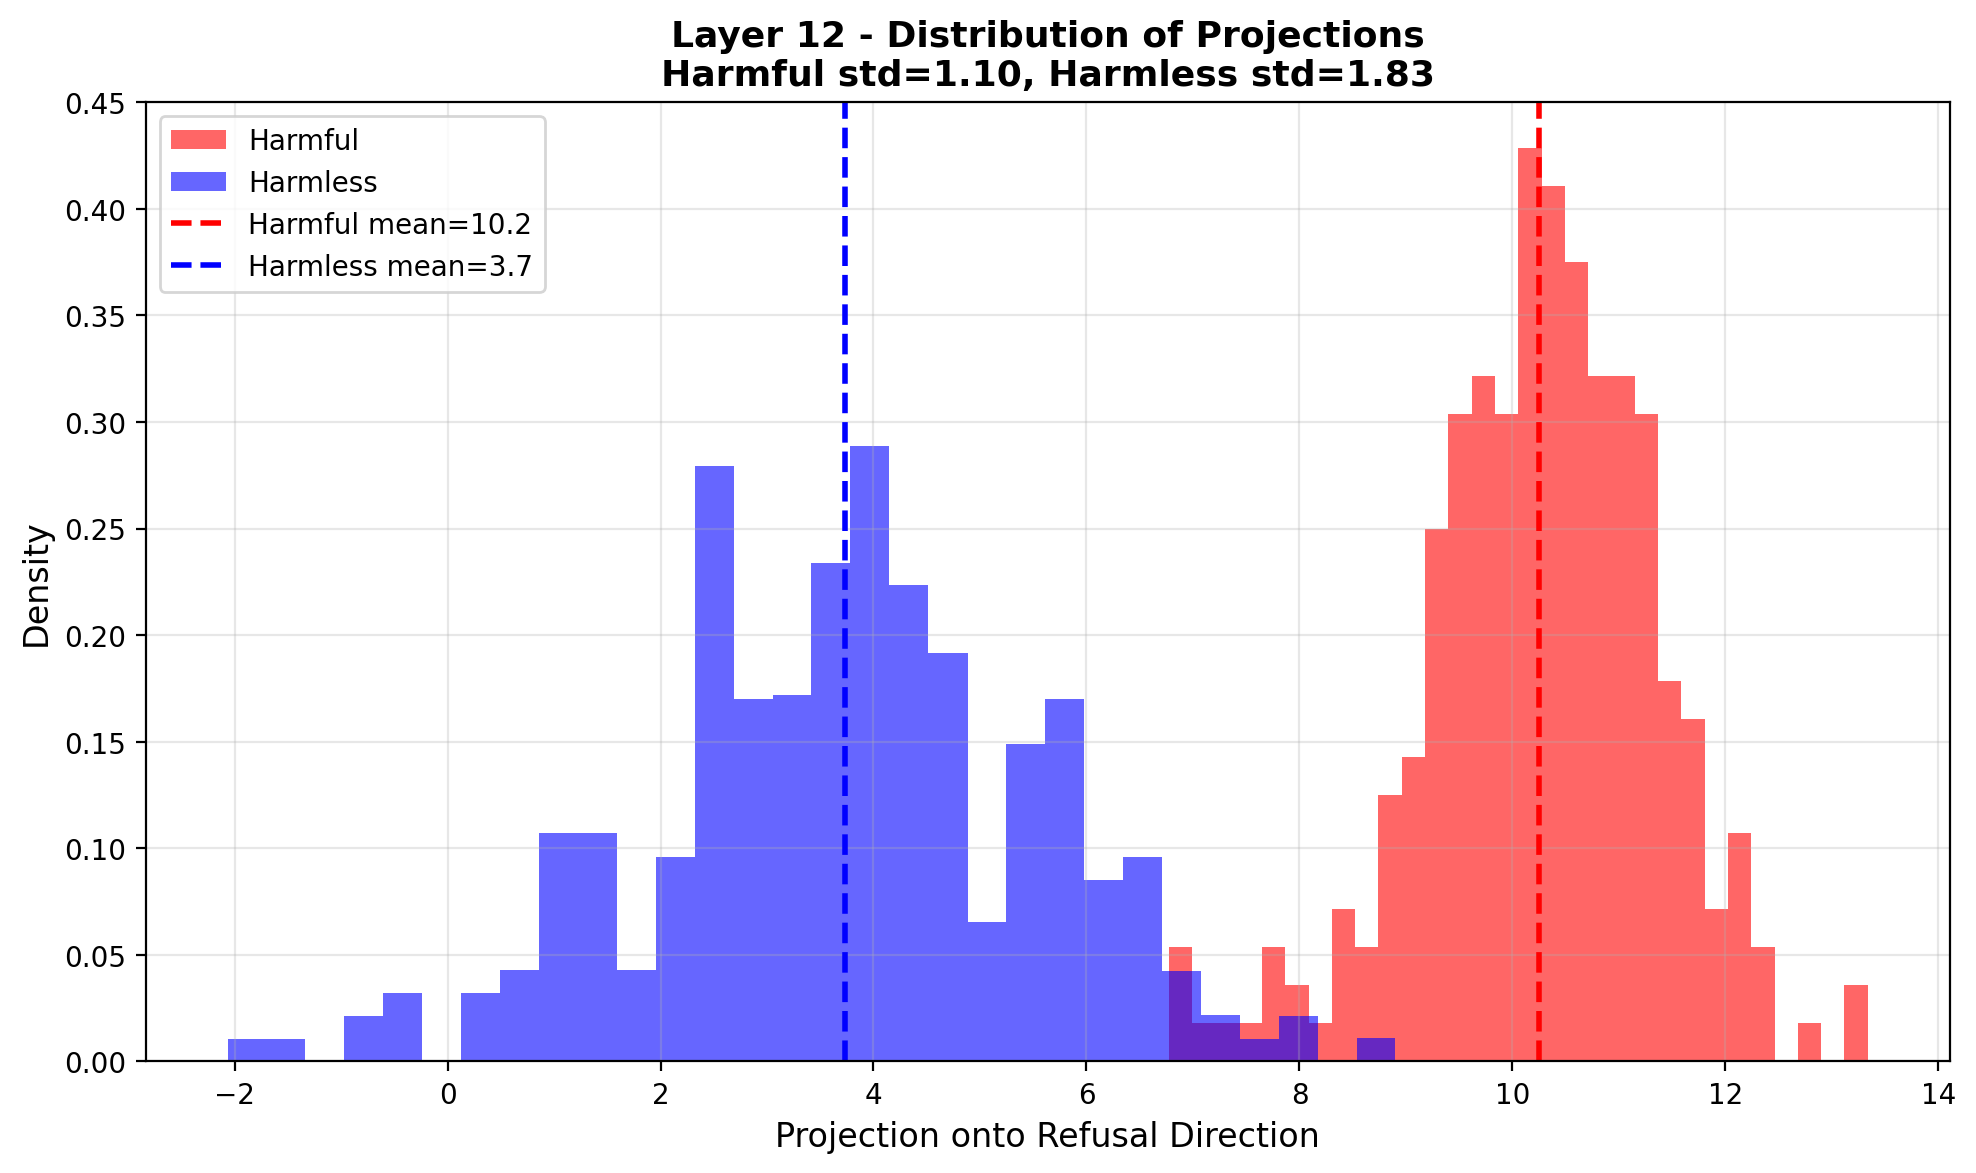 Layer 12 - Distribution of Projections
Harmful std=1.10, Harmless std=1.83
Harmful
Harmless
Harmful mean=10.2
Harmless mean=3.7
0.45
0.40
0.35
0.30
0.25
0.20
0.15
0.10
0.05
0.00
Density
−2 0 2 4 6 8 10 12 14
Projection onto Refusal Direction